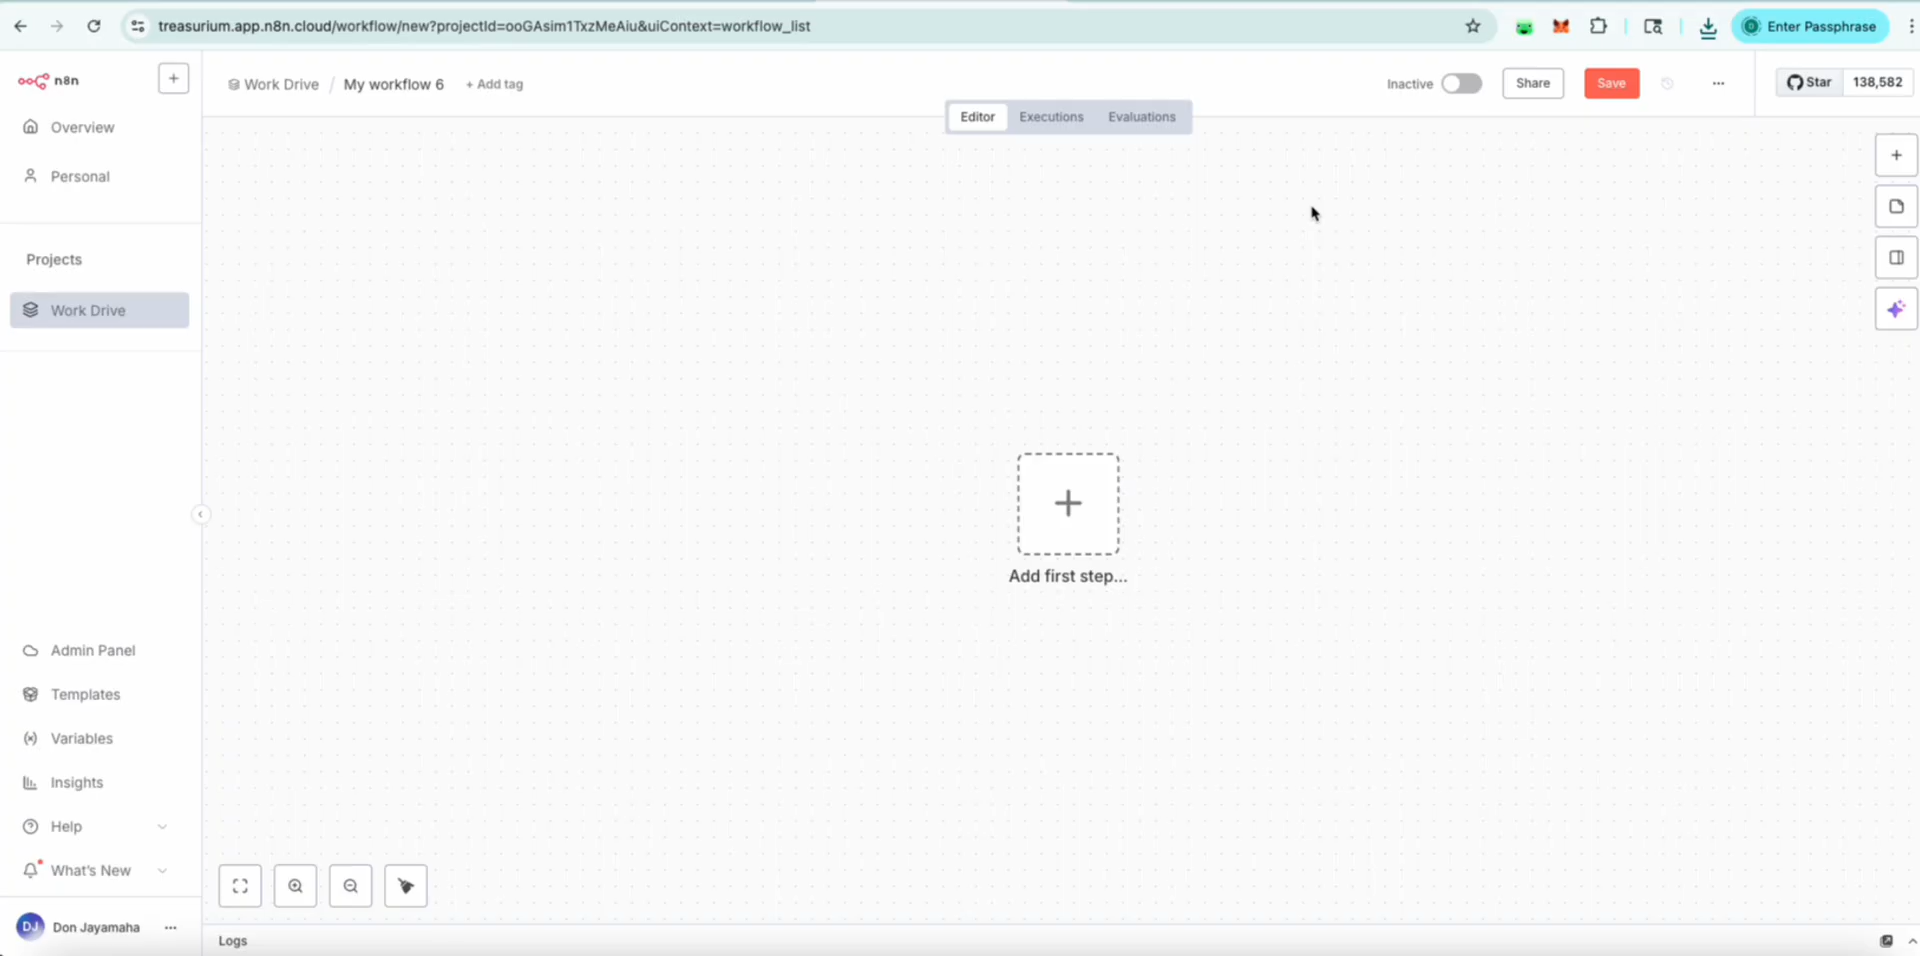 treasurium.app.n8n.cloud/workflow/new?projectId=ooGAsim1TxzMeAiu&uiContext=workflow_list
Enter Passphrase
n8n
Work Drive / My workflow 6 + Add tag
Inactive
Share
Save
Star
138,582
Editor
Executions
Evaluations
Overview
Personal
Projects
Work Drive
Add first step...
Admin Panel
Templates
Variables
Insights
Help
What's New
DJ
Don Jayamaha
Logs